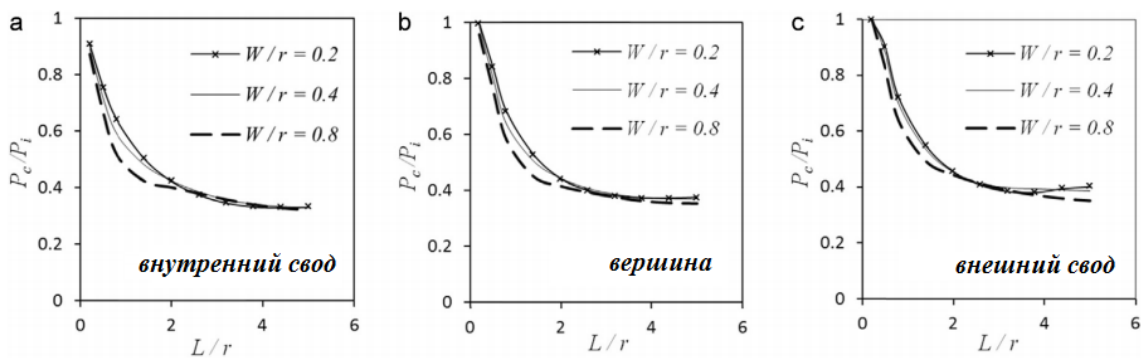 a
1
0.8
0.6
0.4
0.2
0
P_c/P_i
W / r = 0.2
W / r = 0.4
W / r = 0.8
внутренний свод
0 2 4 6
L / r
b
1
0.8
0.6
0.4
0.2
0
P_c/P_i
W / r = 0.2
W / r = 0.4
W / r = 0.8
вершина
0 2 4 6
L / r
c
1
0.8
0.6
0.4
0.2
0
P_c/P_i
W / r = 0.2
W / r = 0.4
W / r = 0.8
внешний свод
0 2 4 6
L / r